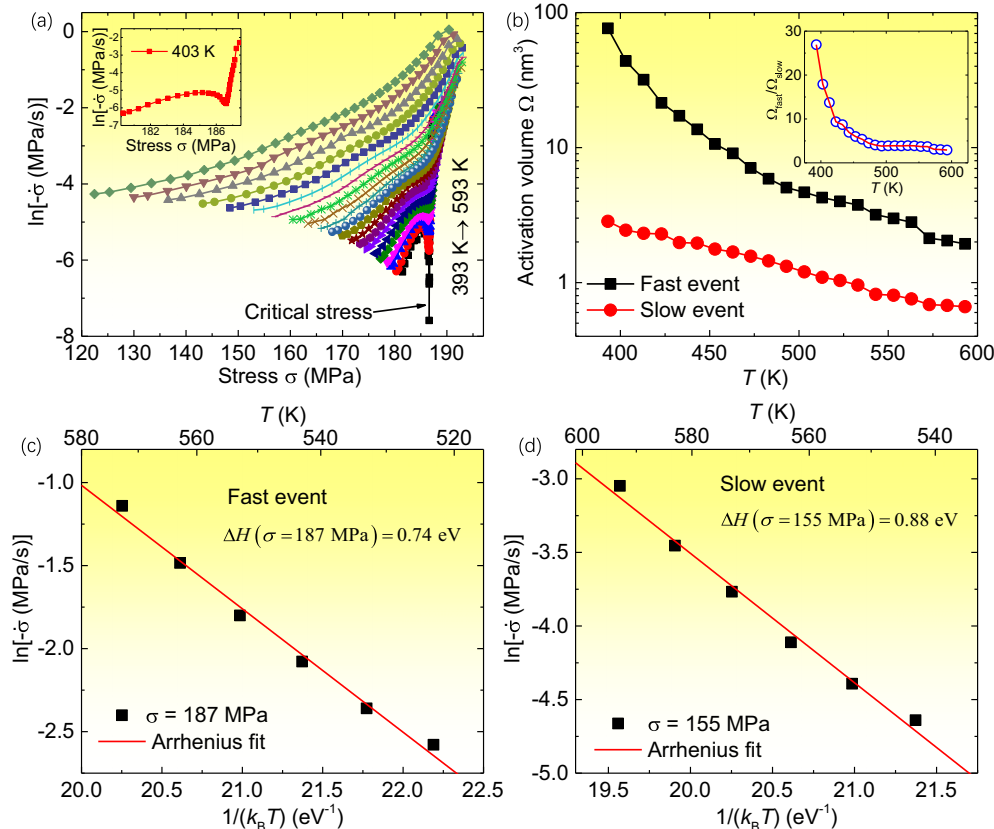 (a)
0
-2
-4
-6
-8
ln[-σ̇ (MPa/s)]
120 130 140 150 160 170 180 190
Stress σ (MPa)
393 K→593 K
Critical stress
-2
-3
-4
-5
-6
-7
ln[-σ̇ (MPa/s)]
403 K
182 184 186
Stress σ (MPa)
(b)
100
10
1
Activation volume Ω (nm³)
400 450 500 550 600
T (K)
Fast event
Slow event
30
20
10
0
Ω_fast/Ω_slow
400 500 600
T (K)
(c)
T (K)
580 560 540 520
-1.0
-1.5
-2.0
-2.5
ln[-σ̇ (MPa/s)]
Fast event
ΔH(σ=187 MPa)=0.74 eV
σ = 187 MPa
Arrhenius fit
20.0 20.5 21.0 21.5 22.0 22.5
1/(k_BT) (eV⁻¹)
(d)
T (K)
600 580 560 540
-3.0
-3.5
-4.0
-4.5
-5.0
ln[-σ̇ (MPa/s)]
Slow event
ΔH(σ=155 MPa)=0.88 eV
σ = 155 MPa
Arrhenius fit
19.5 20.0 20.5 21.0 21.5
1/(k_BT) (eV⁻¹)